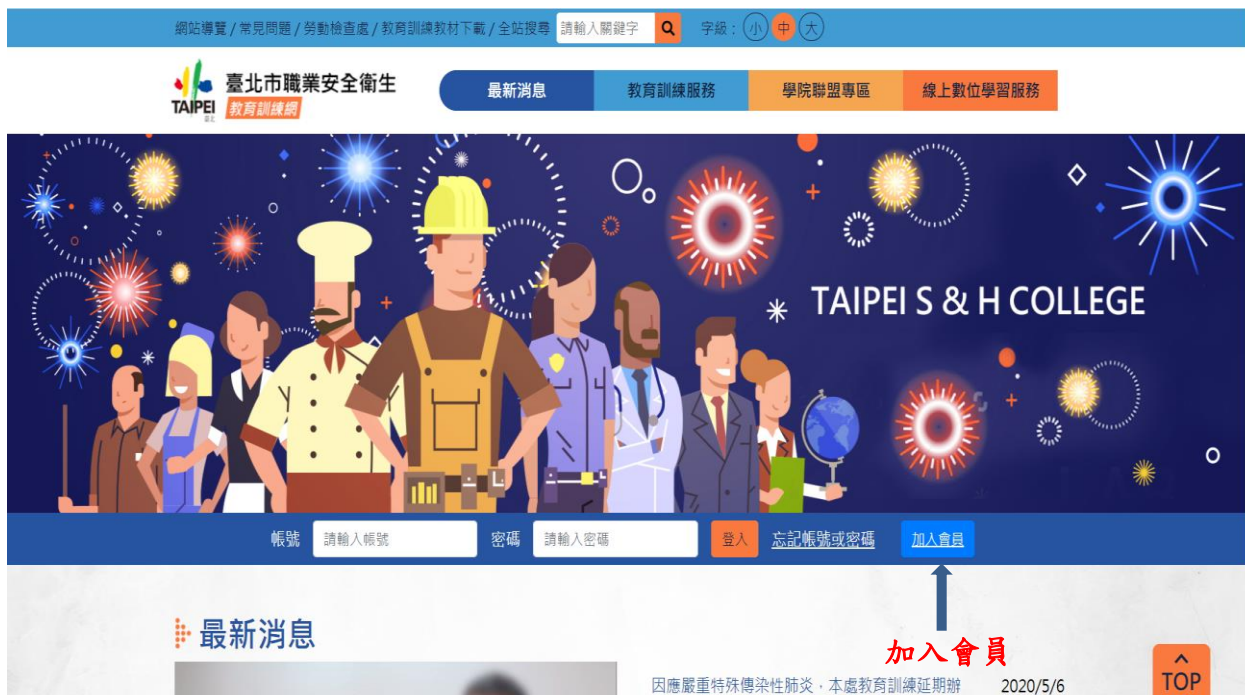 網站導覽 / 常見問題 / 勞動檢查處 / 教育訓練教材下載 / 全站搜尋 請輸入關鍵字 字級： 小 中 大
臺北市職業安全衛生
TAIPEI 教育訓練網
臺北
最新消息 教育訓練服務 學院聯盟專區 線上數位學習服務
TAIPEI S & H COLLEGE
帳號 請輸入帳號 密碼 請輸入密碼 登入 忘記帳號或密碼 加入會員
加入會員
最新消息
因應嚴重特殊傳染性肺炎，本處教育訓練延期辦 2020/5/6
TOP